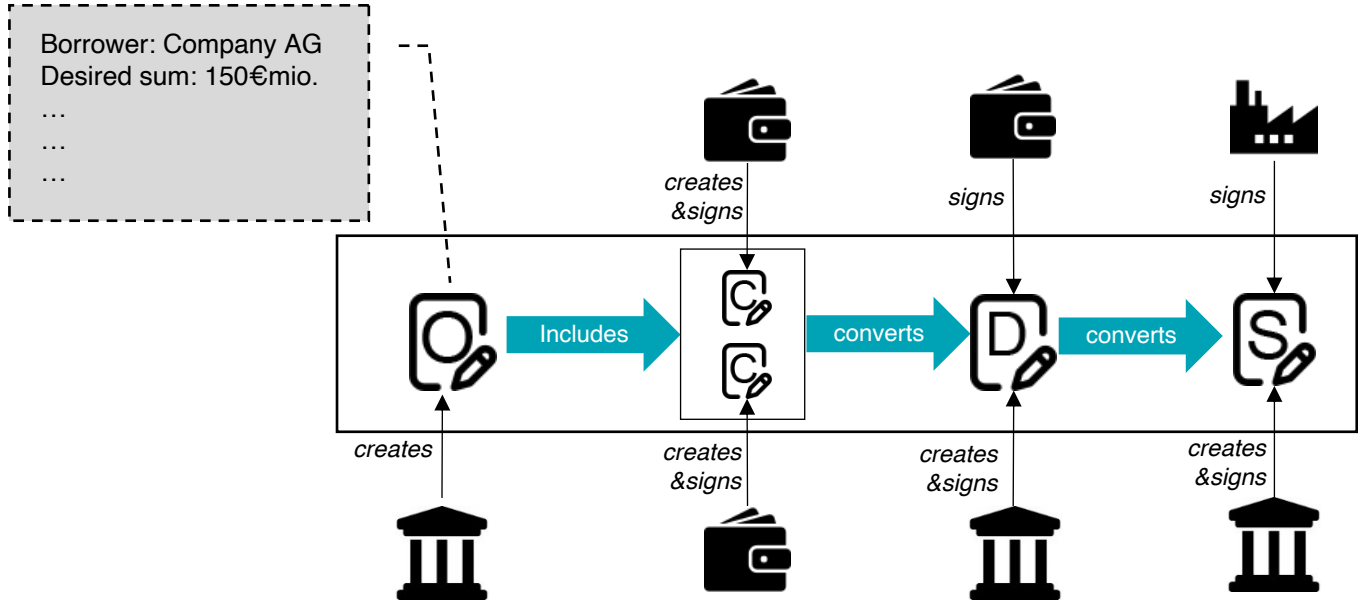 Borrower: Company AG
Desired sum: 150€mio.
…
…
…
creates
&signs
signs
signs
O
Includes
C
C
converts
D
converts
S
creates
creates
&signs
creates
&signs
creates
&signs